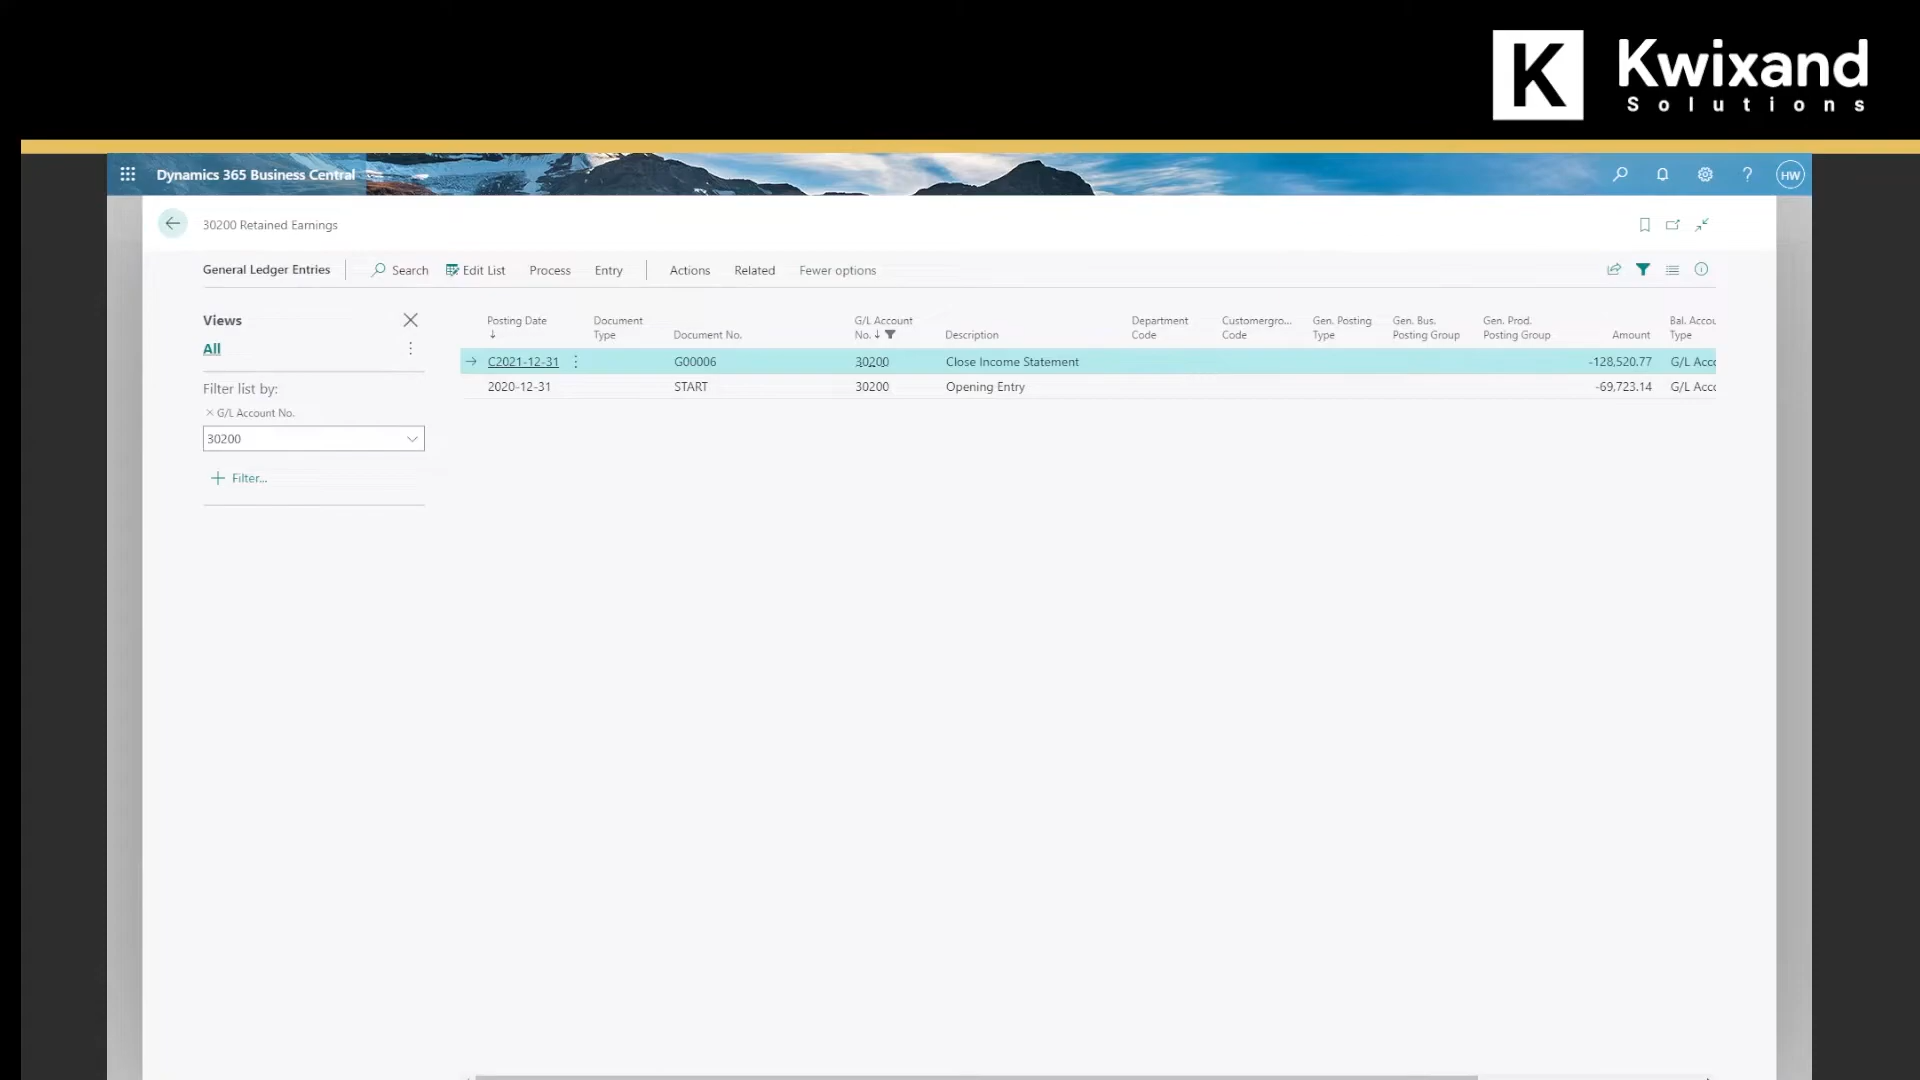 K Kwixand
Solutions
Dynamics 365 Business Central
HW
30200 Retained Earnings
General Ledger Entries Search Edit List Process Entry Actions Related Fewer options
Views
All
Filter list by:
× G/L Account No.
30200
+ Filter...
Posting Date ↓ Document Type Document No. G/L Account No. ↓ Description Department Code Customergro... Code Gen. Posting Type Gen. Bus. Posting Group Gen. Prod. Posting Group Amount Bal. Accou Type
C2021-12-31 G00006 30200 Close Income Statement -128,520.77 G/L Acco
2020-12-31 START 30200 Opening Entry -69,723.14 G/L Acco